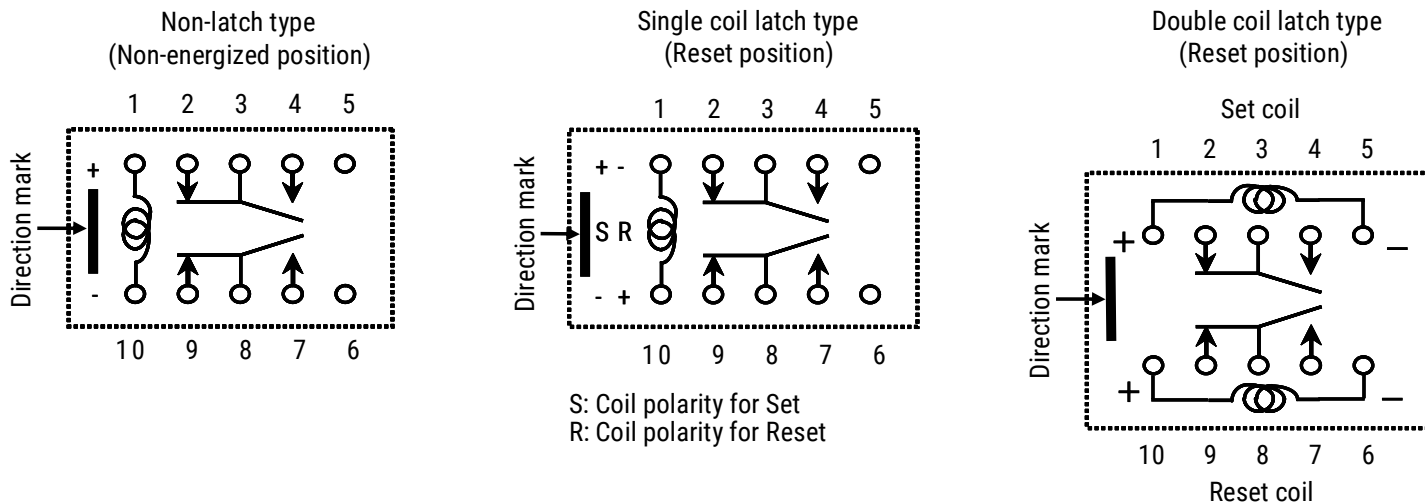 Non-latch type
(Non-energized position)
1 2 3 4 5
Direction mark
+
-
10 9 8 7 6
Single coil latch type
(Reset position)
1 2 3 4 5
Direction mark
+ -
S R
- +
10 9 8 7 6
S: Coil polarity for Set
R: Coil polarity for Reset
Double coil latch type
(Reset position)
Set coil
1 2 3 4 5
Direction mark
+ -
+ -
10 9 8 7 6
Reset coil